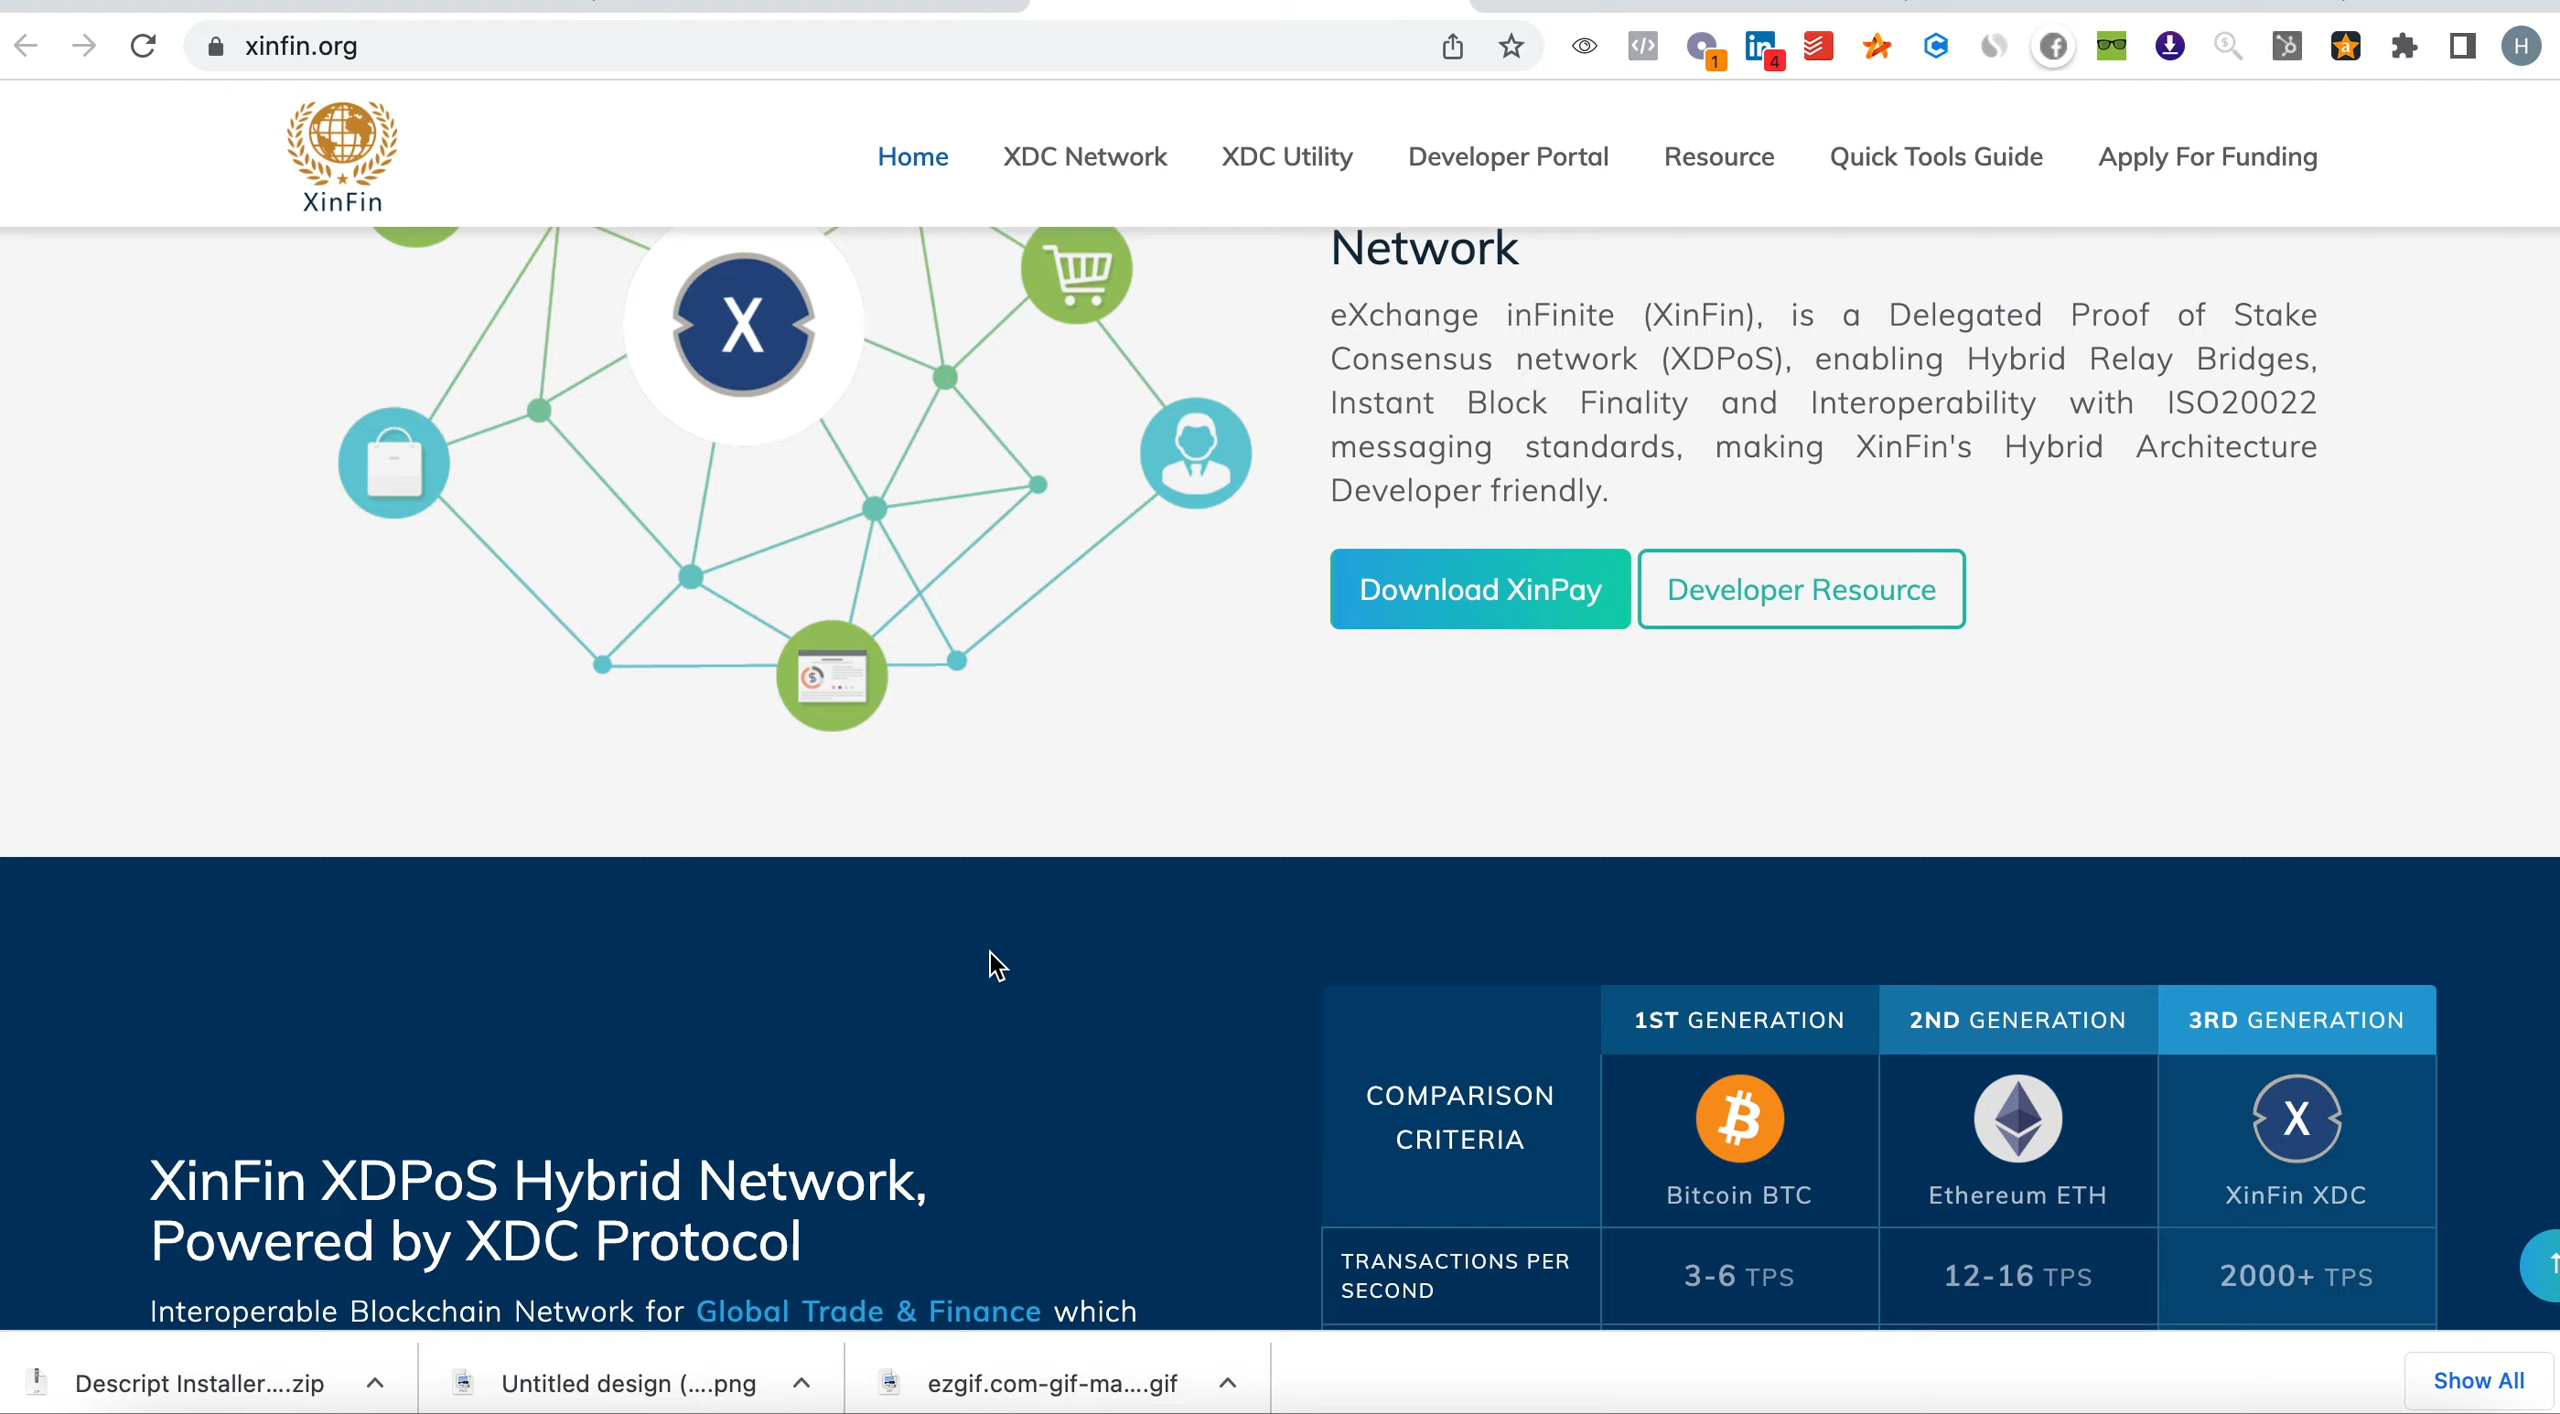 xinfin.org
1
4
H
XinFin
Home
XDC Network
XDC Utility
Developer Portal
Resource
Quick Tools Guide
Apply For Funding
Network
eXchange inFinite (XinFin), is a Delegated Proof of Stake
Consensus network (XDPoS), enabling Hybrid Relay Bridges,
Instant Block Finality and Interoperability with ISO20022
messaging standards, making XinFin's Hybrid Architecture
Developer friendly.
Download XinPay
Developer Resource
XinFin XDPoS Hybrid Network,
Powered by XDC Protocol
Interoperable Blockchain Network for Global Trade & Finance which
COMPARISON
CRITERIA
1ST GENERATION
2ND GENERATION
3RD GENERATION
Bitcoin BTC
Ethereum ETH
XinFin XDC
TRANSACTIONS PER
SECOND
3-6 TPS
12-16 TPS
2000+ TPS
Descript Installer....zip
Untitled design (....png
ezgif.com-gif-ma....gif
Show All